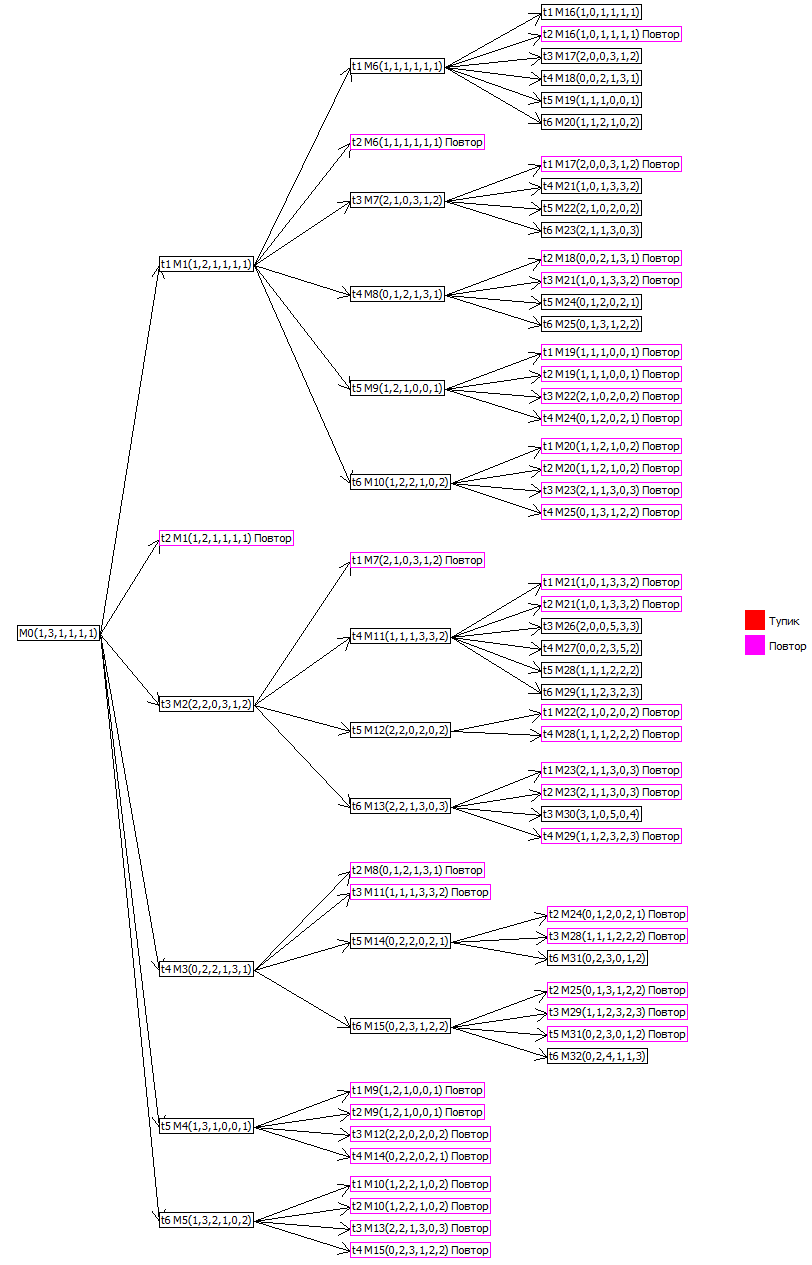 t1 M16(1,0,1,1,1,1)
t2 M16(1,0,1,1,1,1) Повтор
t1 M6(1,1,1,1,1,1)
t3 M17(2,0,0,3,1,2)
t4 M18(0,0,2,1,3,1)
t5 M19(1,1,1,0,0,1)
t6 M20(1,1,2,1,0,2)
t2 M6(1,1,1,1,1,1) Повтор
t1 M17(2,0,0,3,1,2) Повтор
t4 M21(1,0,1,3,3,2)
t3 M7(2,1,0,3,1,2)
t5 M22(2,1,0,2,0,2)
t6 M23(2,1,1,3,0,3)
t2 M18(0,0,2,1,3,1) Повтор
t1 M1(1,2,1,1,1,1)
t3 M21(1,0,1,3,3,2) Повтор
t4 M8(0,1,2,1,3,1)
t5 M24(0,1,2,0,2,1)
t6 M25(0,1,3,1,2,2)
t1 M19(1,1,1,0,0,1) Повтор
t2 M19(1,1,1,0,0,1) Повтор
t5 M9(1,2,1,0,0,1)
t3 M22(2,1,0,2,0,2) Повтор
t4 M24(0,1,2,0,2,1) Повтор
t1 M20(1,1,2,1,0,2) Повтор
t2 M20(1,1,2,1,0,2) Повтор
t6 M10(1,2,2,1,0,2)
t3 M23(2,1,1,3,0,3) Повтор
t4 M25(0,1,3,1,2,2) Повтор
t2 M1(1,2,1,1,1,1) Повтор
t1 M7(2,1,0,3,1,2) Повтор
t1 M21(1,0,1,3,3,2) Повтор
t2 M21(1,0,1,3,3,2) Повтор
t3 M26(2,0,0,5,3,3)
M0(1,3,1,1,1,1)
t4 M11(1,1,1,3,3,2)
t4 M27(0,0,2,3,5,2)
t5 M28(1,1,1,2,2,2)
t6 M29(1,1,2,3,2,3)
Тупик
Повтор
t3 M2(2,2,0,3,1,2)
t1 M22(2,1,0,2,0,2) Повтор
t5 M12(2,2,0,2,0,2)
t4 M28(1,1,1,2,2,2) Повтор
t1 M23(2,1,1,3,0,3) Повтор
t2 M23(2,1,1,3,0,3) Повтор
t6 M13(2,2,1,3,0,3)
t3 M30(3,1,0,5,0,4)
t4 M29(1,1,2,3,2,3) Повтор
t2 M8(0,1,2,1,3,1) Повтор
t3 M11(1,1,1,3,3,2) Повтор
t2 M24(0,1,2,0,2,1) Повтор
t5 M14(0,2,2,0,2,1)
t3 M28(1,1,1,2,2,2) Повтор
t6 M31(0,2,3,0,1,2)
t4 M3(0,2,2,1,3,1)
t2 M25(0,1,3,1,2,2) Повтор
t3 M29(1,1,2,3,2,3) Повтор
t6 M15(0,2,3,1,2,2)
t5 M31(0,2,3,0,1,2) Повтор
t6 M32(0,2,4,1,1,3)
t1 M9(1,2,1,0,0,1) Повтор
t2 M9(1,2,1,0,0,1) Повтор
t5 M4(1,3,1,0,0,1)
t3 M12(2,2,0,2,0,2) Повтор
t4 M14(0,2,2,0,2,1) Повтор
t1 M10(1,2,2,1,0,2) Повтор
t2 M10(1,2,2,1,0,2) Повтор
t6 M5(1,3,2,1,0,2)
t3 M13(2,2,1,3,0,3) Повтор
t4 M15(0,2,3,1,2,2) Повтор